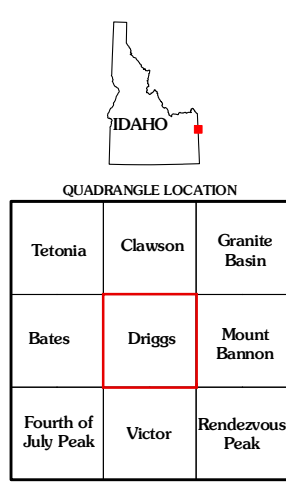 IDAHO
QUADRANGLE LOCATION
Tetonia
Clawson
Granite
Basin
Bates
Driggs
Mount
Bannon
Fourth of
July Peak
Victor
Rendezvous
Peak